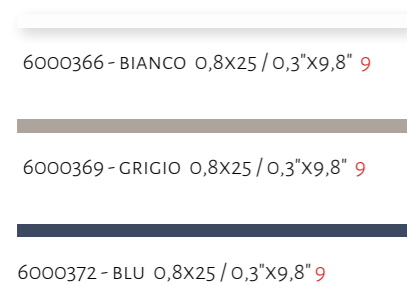 6000366 - BIANCO 0,8X25 / 0,3"X9,8" 9
6000369 - GRIGIO 0,8X25 / 0,3"X9,8" 9
6000372 - BLU 0,8X25 / 0,3"X9,8" 9